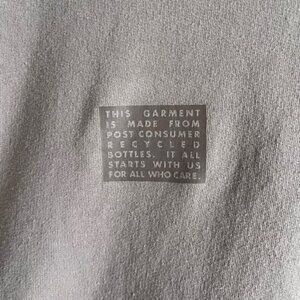 THIS GARMENT
IS MADE FROM
POST CONSUMER
RECYCLED
BOTTLES. IT ALL
STARTS WITH US
FOR ALL WHO CARE.